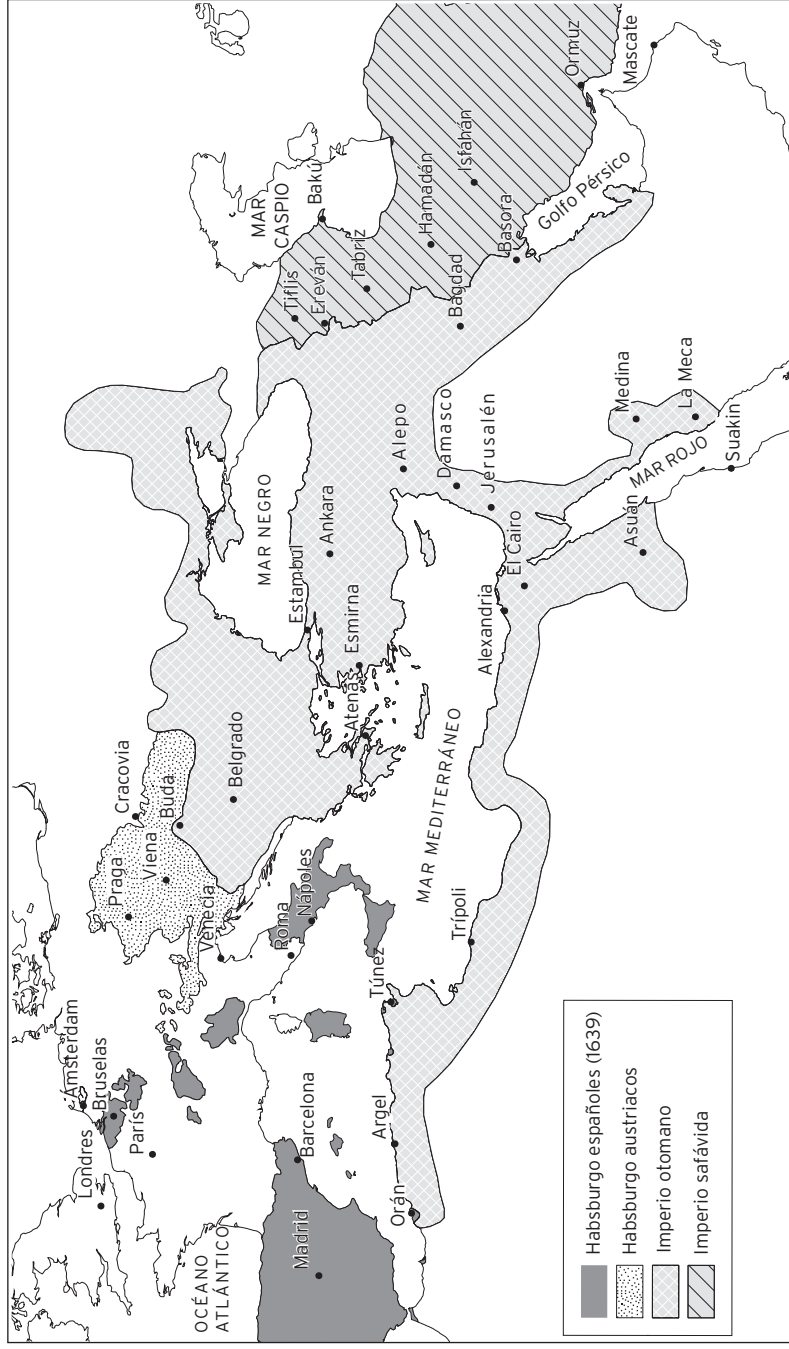 Londres
Ámsterdam
Bruselas
París
OCÉANO
ATLÁNTICO
Madrid
Barcelona
Praga
Cracovia
Viena
Buda
Venecia
Belgrado
Roma
Nápoles
MAR NEGRO
Estambul
Ankara
Esmirna
Atenas
MAR MEDITERRÁNEO
Orán
Argel
Túnez
Trípoli
Alexandria
El Cairo
Alepo
Damasco
Jerusalén
Asuán
MAR ROJO
Suakin
Medina
La Meca
MAR
CASPIO
Bakú
Tiflis
Ereván
Tabriz
Hamadán
Bagdad
Isfahán
Basora
Golfo Pérsico
Ormuz
Mascate
Habsburgo españoles (1639)
Habsburgo austriacos
Imperio otomano
Imperio safávida